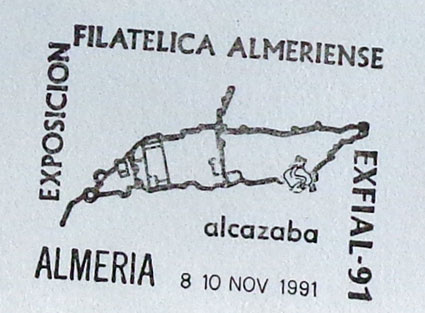 EXPOSICION
FILATELICA ALMERIENSE
EXFIAL-91
alcazaba
ALMERIA
8 10 NOV 1991